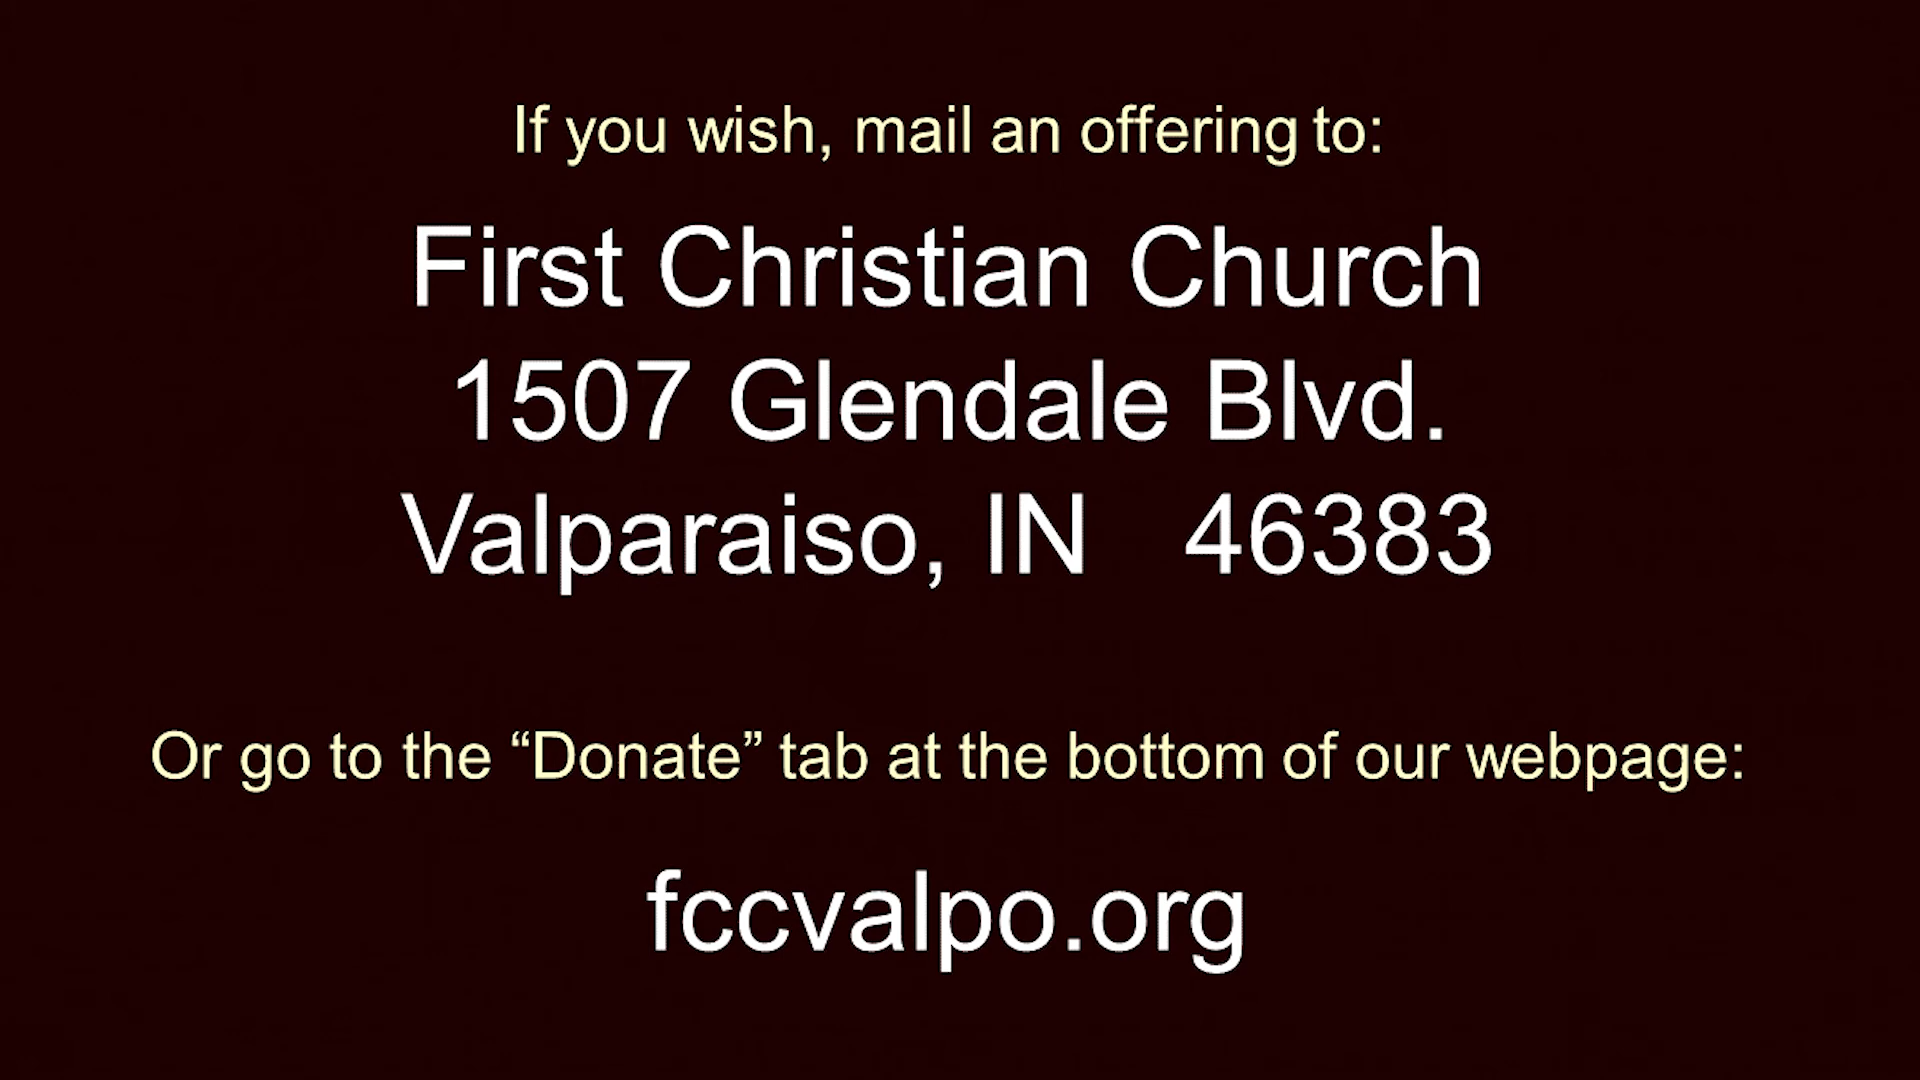 If you wish, mail an offering to:
First Christian Church
1507 Glendale Blvd.
Valparaiso, IN   46383
Or go to the “Donate” tab at the bottom of our webpage:
fccvalpo.org